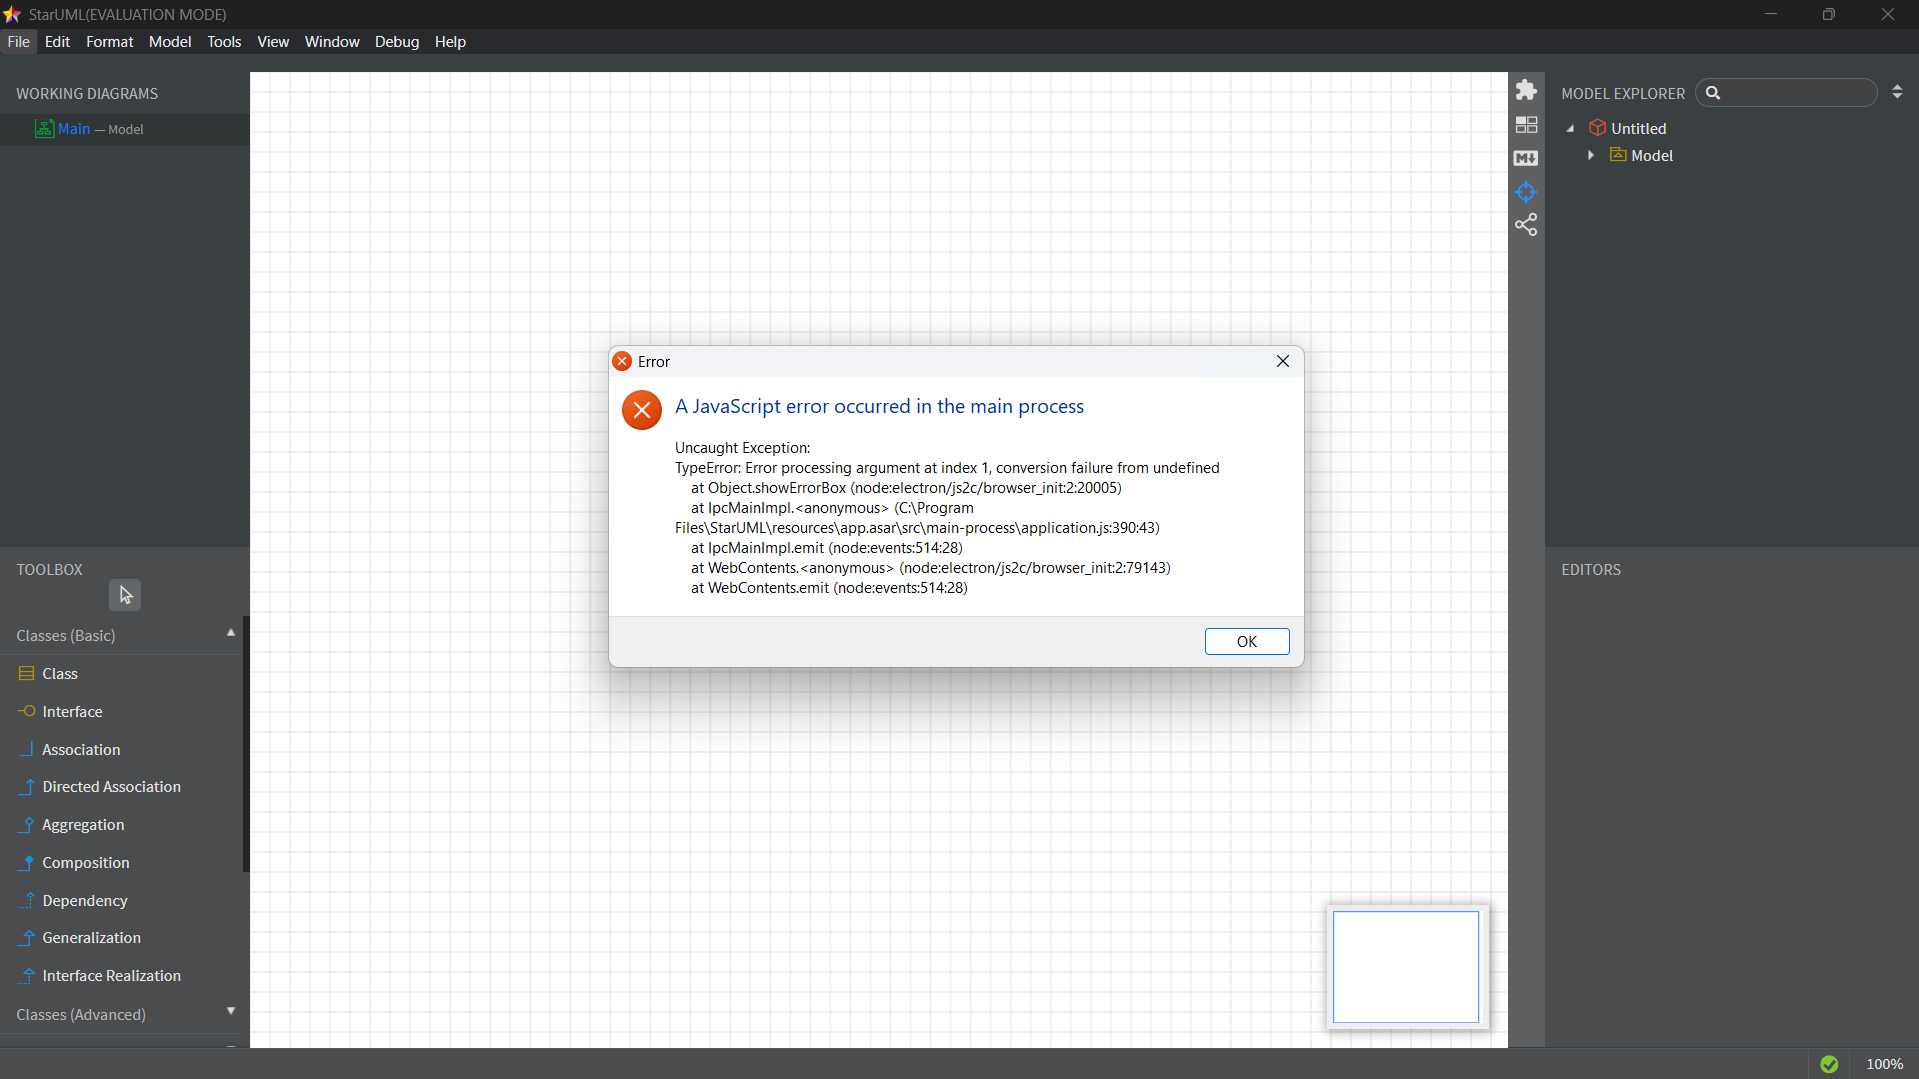 StarUML(EVALUATION MODE)
File Edit Format Model Tools View Window Debug Help
WORKING DIAGRAMS
Main — Model
TOOLBOX
Classes (Basic)
Class
Interface
Association
Directed Association
Aggregation
Composition
Dependency
Generalization
Interface Realization
Classes (Advanced)
Error
A JavaScript error occurred in the main process
Uncaught Exception:
TypeError: Error processing argument at index 1, conversion failure from undefined
at Object.showErrorBox (node:electron/js2c/browser_init:2:20005)
at IpcMainImpl.<anonymous> (C:\Program
Files\StarUML\resources\app.asar\src\main-process\application.js:390:43)
at IpcMainImpl.emit (node:events:514:28)
at WebContents.<anonymous> (node:electron/js2c/browser_init:2:79143)
at WebContents.emit (node:events:514:28)
OK
M
MODEL EXPLORER
Untitled
Model
EDITORS
100%